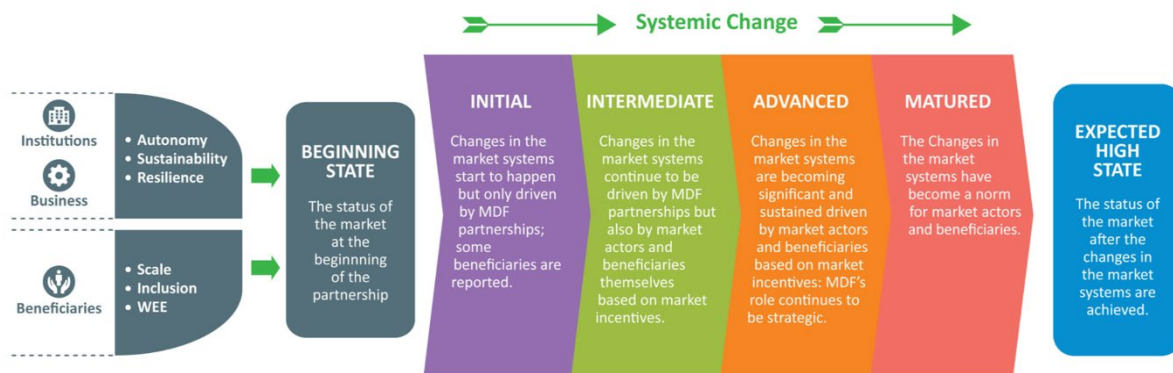 Systemic Change
Institutions
Business
• Autonomy
• Sustainability
• Resilience
Beneficiaries
• Scale
• Inclusion
• WEE
BEGINNING
STATE
The status of
the market
at the
beginnning
of the
partnership
INITIAL
Changes in the
market systems
start to happen
but only driven
by MDF
partnerships;
some
beneficiaries are
reported.
INTERMEDIATE
Changes in the
market systems
continue to be
driven by MDF
partnerships but
also by market
actors and
beneficiaries
themselves
based on market
incentives.
ADVANCED
Changes in the
market systems
are becoming
significant and
sustained driven
by market actors
and beneficiaries
based on market
incentives: MDF’s
role continues to
be strategic.
MATURED
The Changes in
the market
systems have
become a norm
for market actors
and beneficiaries.
EXPECTED
HIGH
STATE
The status of
the market
after the
changes in
the market
systems are
achieved.